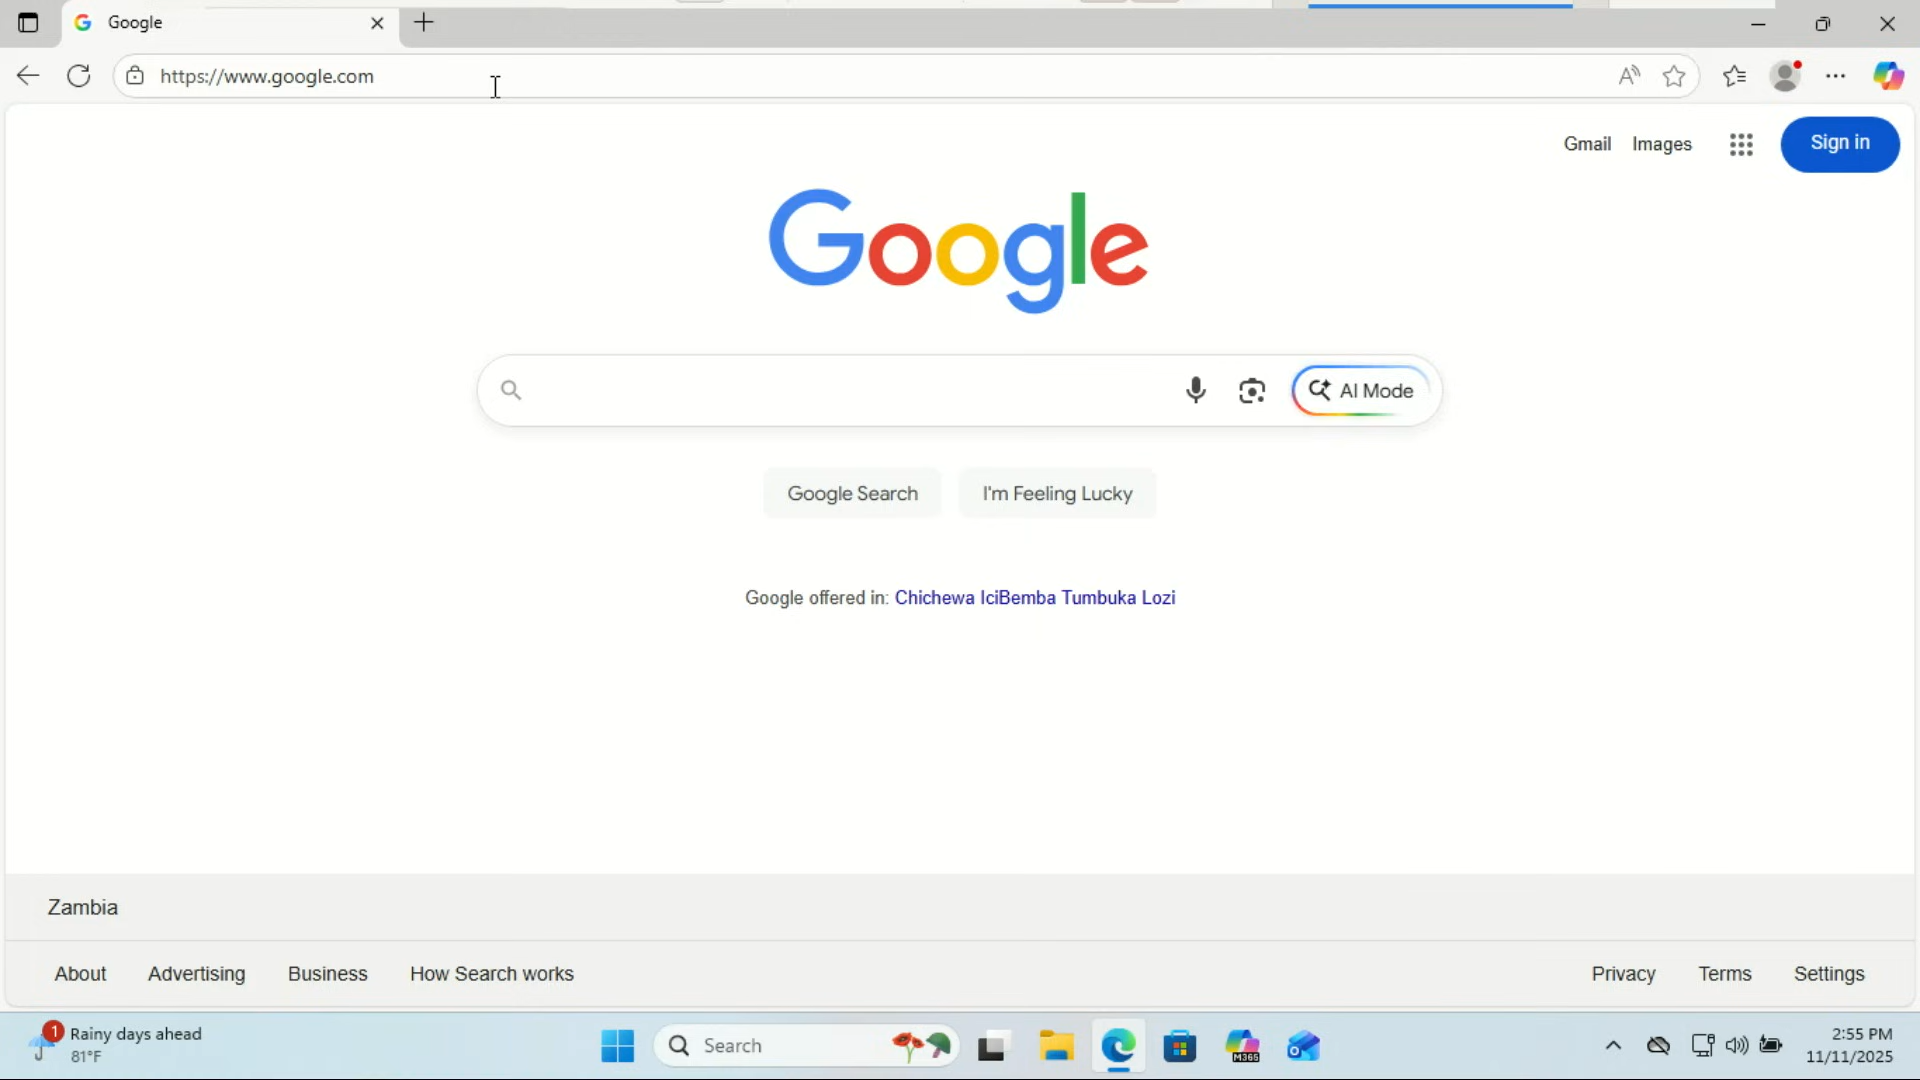 Google
https://www.google.com
Gmail Images Sign in
Google
AI Mode
Google Search I'm Feeling Lucky
Google offered in: Chichewa IciBemba Tumbuka Lozi
Zambia
About Advertising Business How Search works Privacy Terms Settings
1 Rainy days ahead
81°F
Search
M365
2:55 PM
11/11/2025